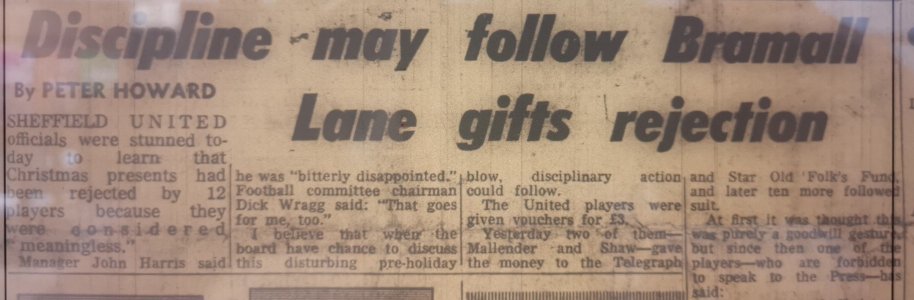 Discipline may follow Bramall
Lane gifts rejection
By PETER HOWARD
SHEFFIELD UNITED
officials were stunned to-
day to learn that
Christmas presents had
been rejected by 12
players because they
were considered
"meaningless."
Manager John Harris said
he was "bitterly disappointed."
Football committee chairman
Dick Wragg said: "That goes
for me, too."
I believe that when the
board have chance to discuss
this disturbing pre-holiday
blow, disciplinary action
could follow.
The United players were
given vouchers for £3.
Yesterday two of them—
Mallender and Shaw—gave
the money to the Telegraph
and Star Old 'Folk's Fund,
and later ten more followed
suit.
At first it was thought this
was purely a goodwill gesture
but since then one of the
players—who are forbidden
to speak to the Press—has
said: